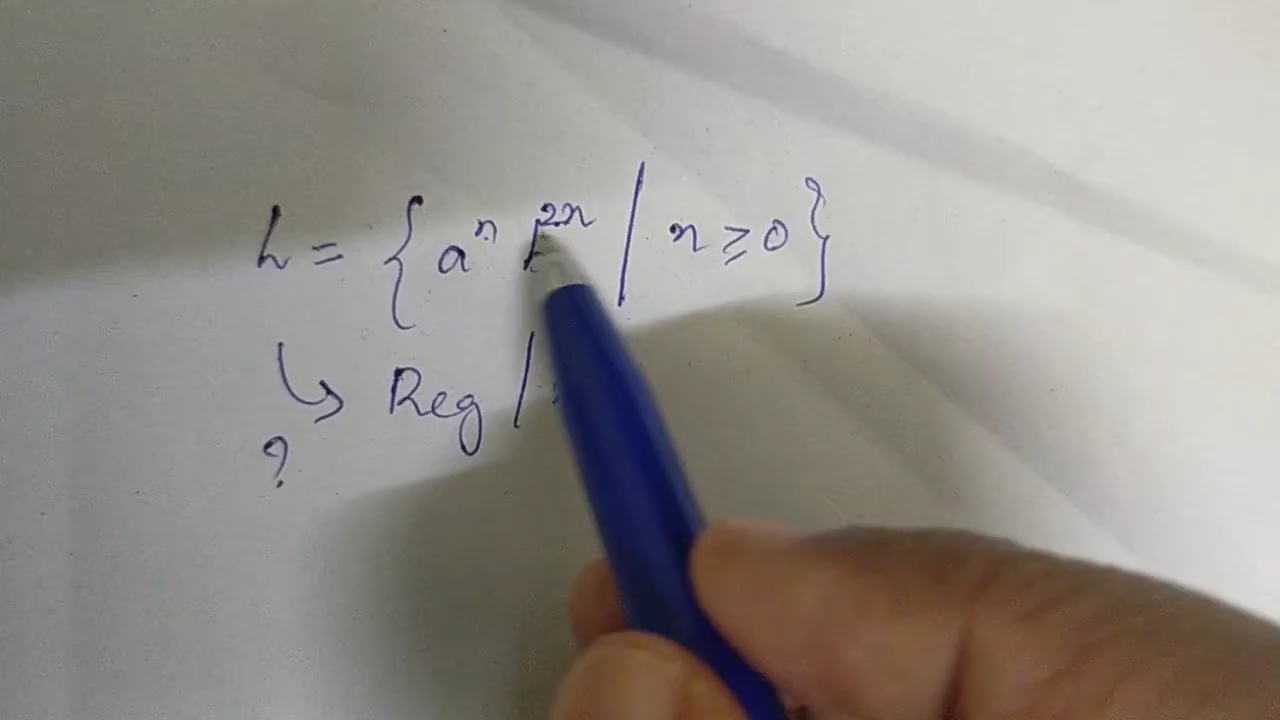 L = { aⁿ b²ⁿ / n ≥ 0 }
↳ Reg /
?